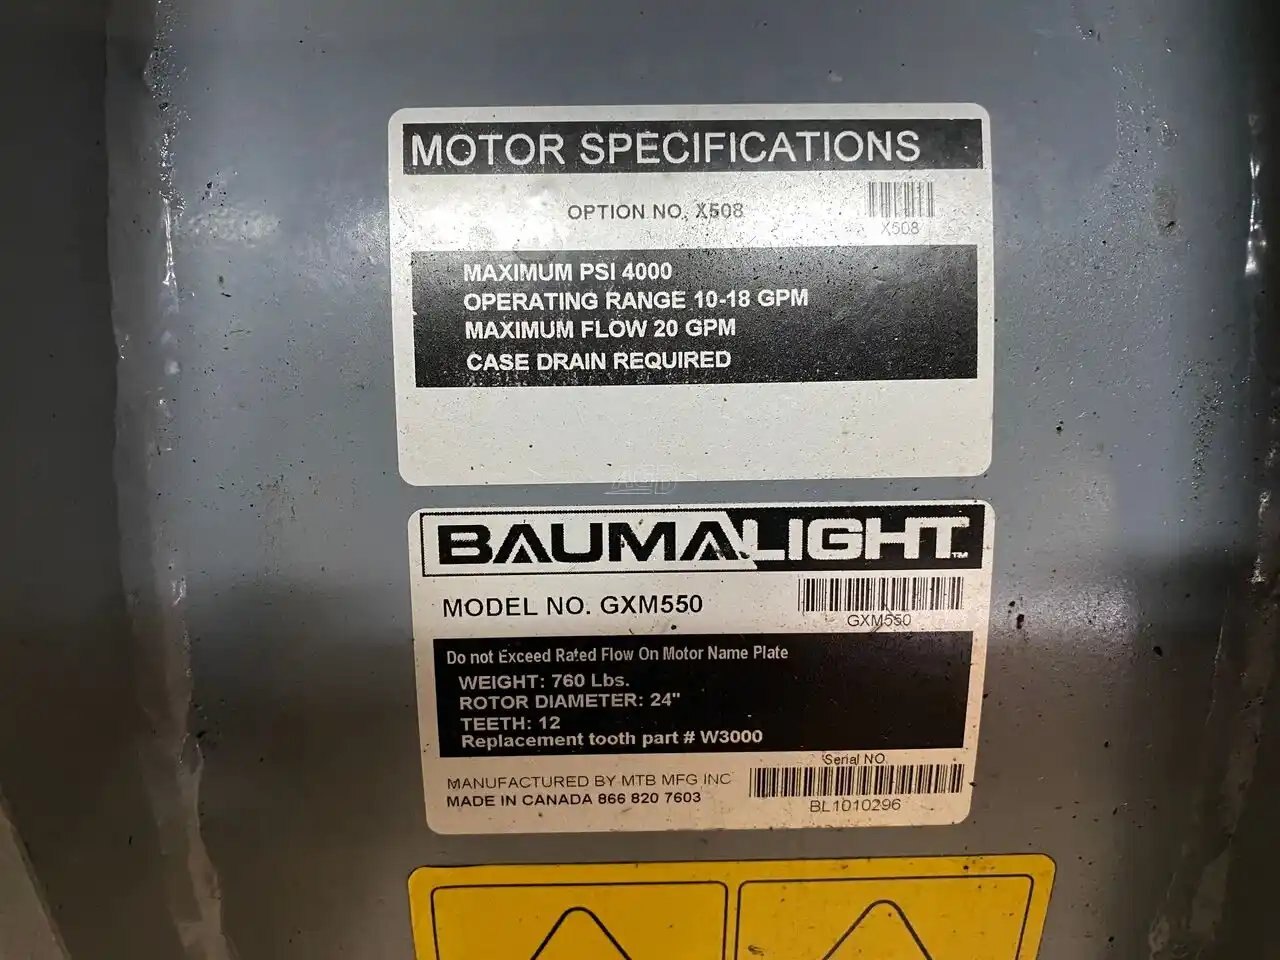 MOTOR SPECIFICATIONS
OPTION NO. X508
X508
MAXIMUM PSI 4000
OPERATING RANGE 10-18 GPM
MAXIMUM FLOW 20 GPM
CASE DRAIN REQUIRED
AGD
BAUMALIGHT™
MODEL NO. GXM550
GXM550
Do not Exceed Rated Flow On Motor Name Plate
WEIGHT: 760 Lbs.
ROTOR DIAMETER: 24"
TEETH: 12
Replacement tooth part # W3000
Serial NO.
MANUFACTURED BY MTB MFG INC
MADE IN CANADA 866 820 7603
BL1010296